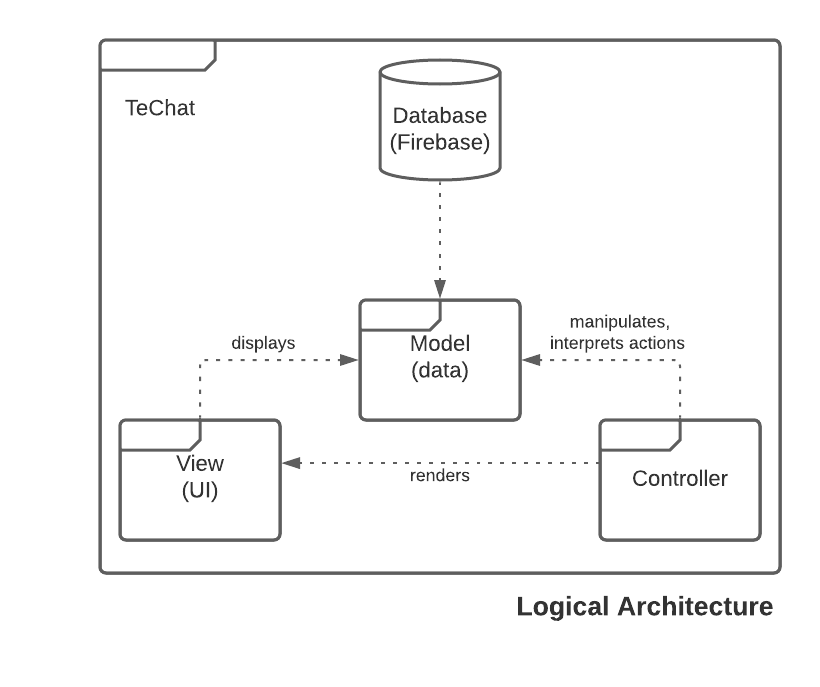 TeChat
Database
(Firebase)
manipulates,
interprets actions
displays
Model
(data)
View
(UI)
renders
Controller
Logical Architecture